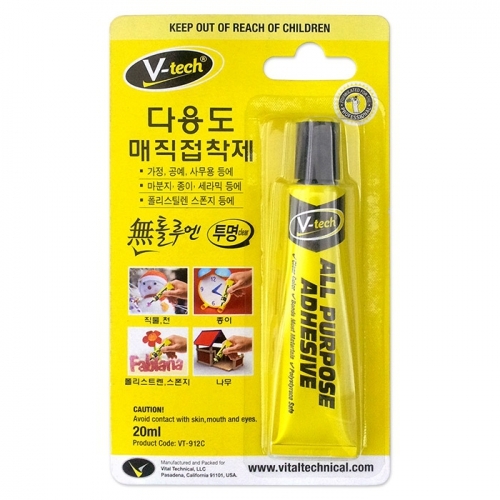 KEEP OUT OF REACH OF CHILDREN
V-tech®
다용도
매직접착제
• 가정, 공예, 사무용 등에
• 마분지· 종이· 세라믹 등에
• 폴리스틸렌 스폰지 등에
無톨루엔 투명
직물,천
종이
Fabiana
폴리스트렌,스폰지
나무
V-tech
ALL PURPOSE
ADHESIVE
CAUTION!
Avoid contact with skin,mouth and eyes.
20ml
Product Code: VT-912C
Manufactured and Packed for
Vital Technical, LLC
Pasadena, California 91101, USA.
www.vitaltechnical.com